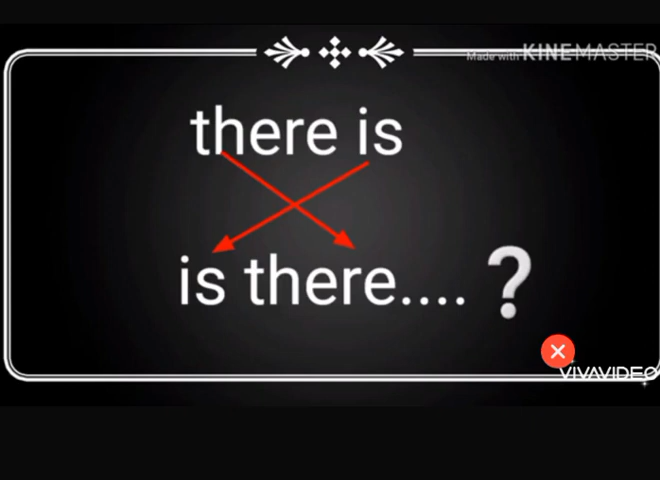 Made with KINEMASTER
there is
is there.... ?
VIVAVIDEO